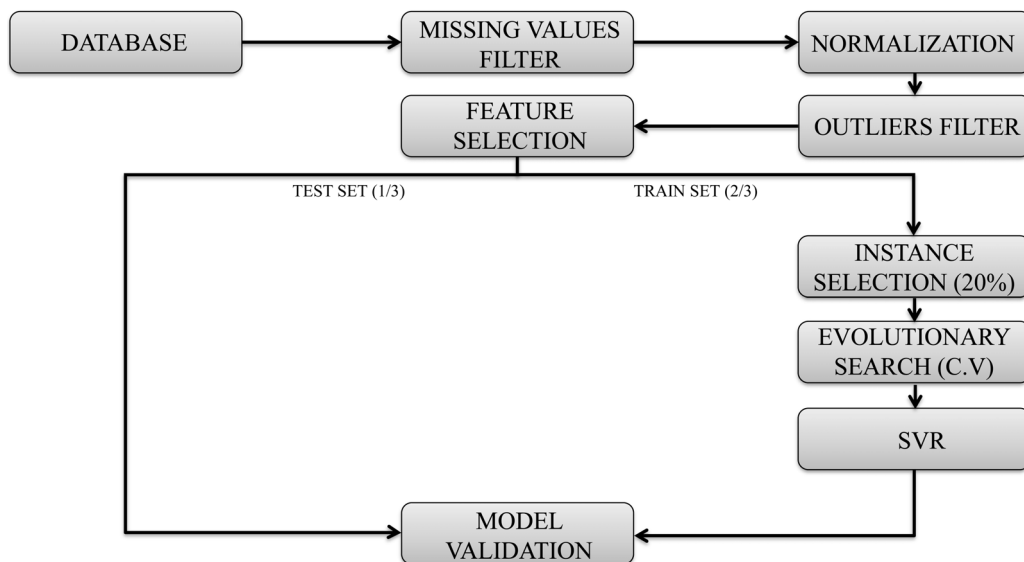 DATABASE
MISSING VALUES
FILTER
NORMALIZATION
FEATURE
SELECTION
OUTLIERS FILTER
TEST SET (1/3)
TRAIN SET (2/3)
INSTANCE
SELECTION (20%)
EVOLUTIONARY
SEARCH (C.V)
SVR
MODEL
VALIDATION